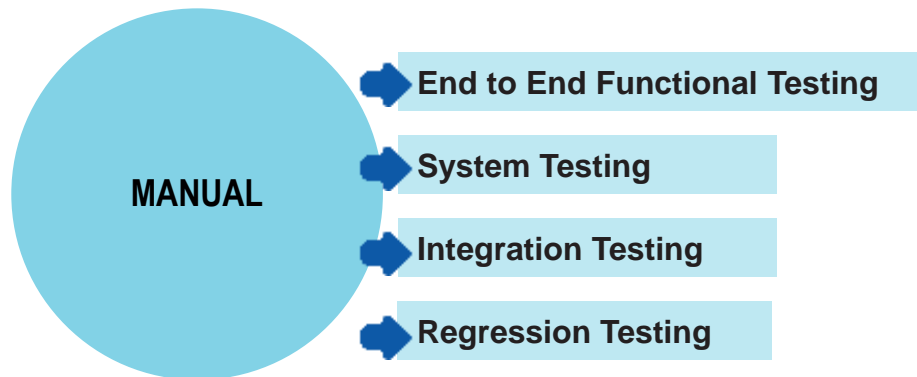 End to End Functional Testing
System Testing
MANUAL
Integration Testing
Regression Testing